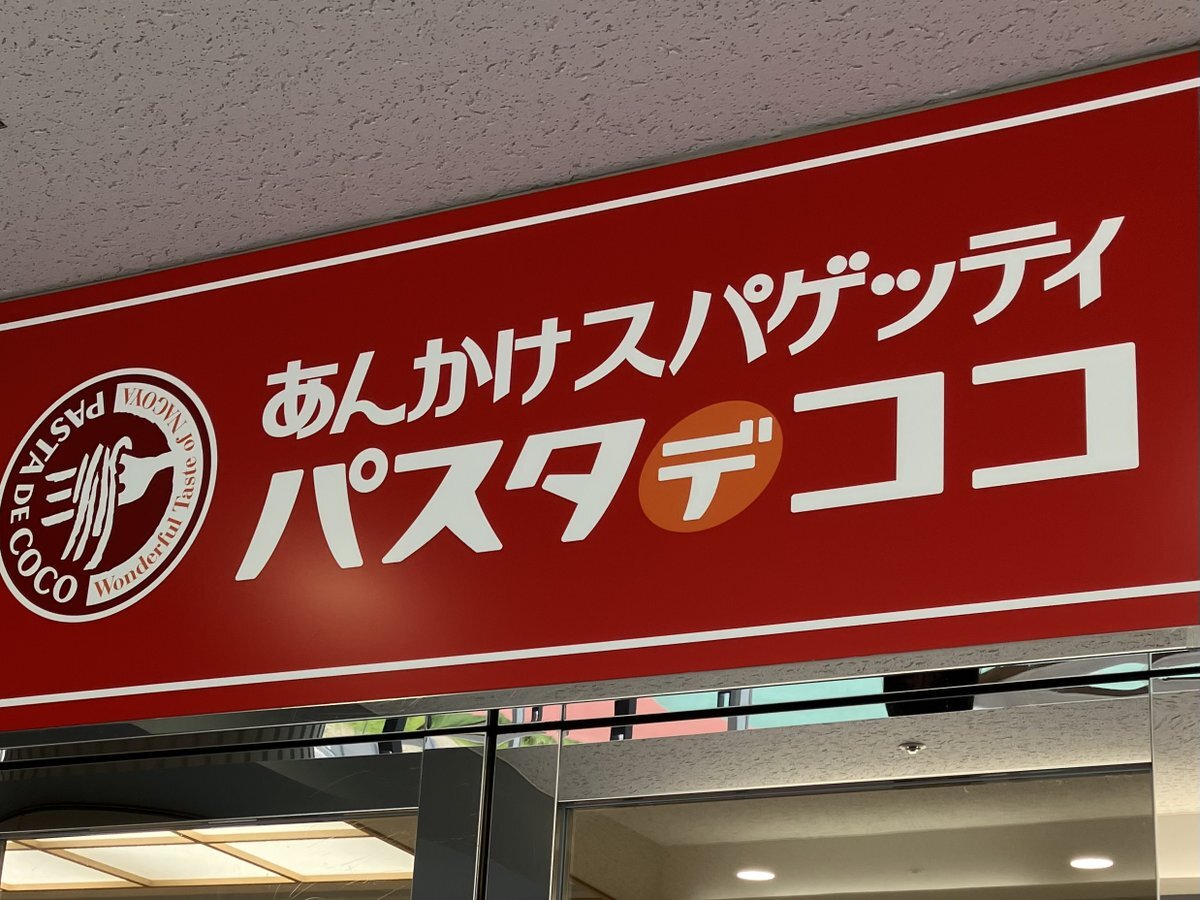 あんかけスパゲッティ
パスタデココ
PASTA DE COCO
Wonderful Taste of NAGOYA